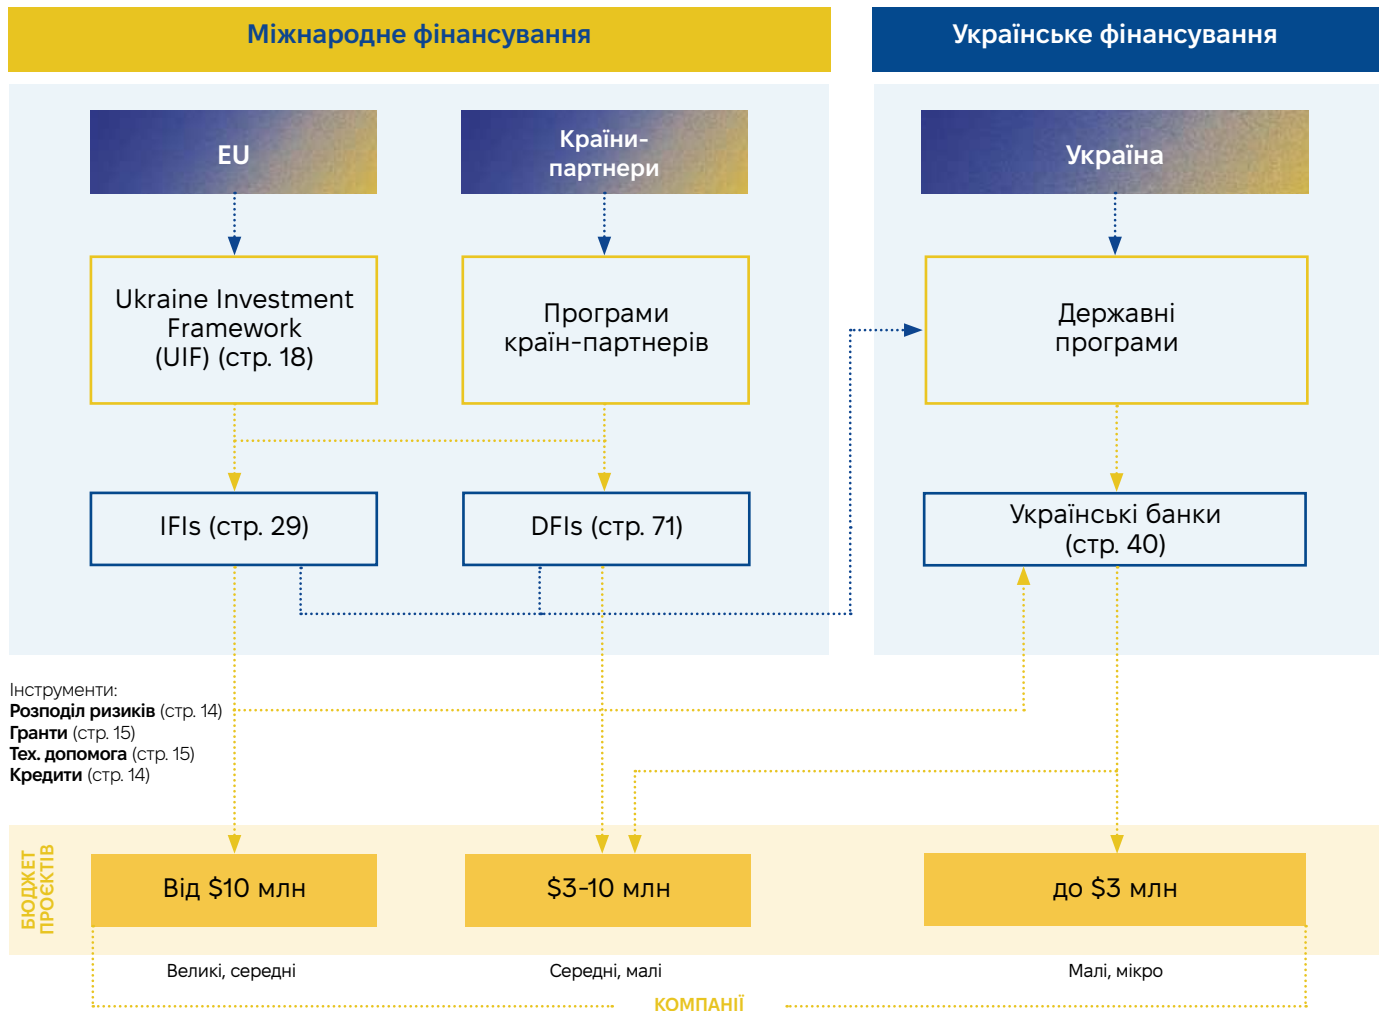 Міжнародне фінансування
Українське фінансування
EU
Країни-
партнери
Україна
Ukraine Investment
Framework
(UIF) (стр. 18)
Програми
країн-партнерів
Державні
програми
IFIs (стр. 29)
DFIs (стр. 71)
Українські банки
(стр. 40)
Інструменти:
Розподіл ризиків (стр. 14)
Гранти (стр. 15)
Тех. допомога (стр. 15)
Кредити (стр. 14)
БЮДЖЕТ
ПРОЄКТІВ
Від $10 млн
$3-10 млн
до $3 млн
Великі, середні
Середні, малі
Малі, мікро
КОМПАНІЇ